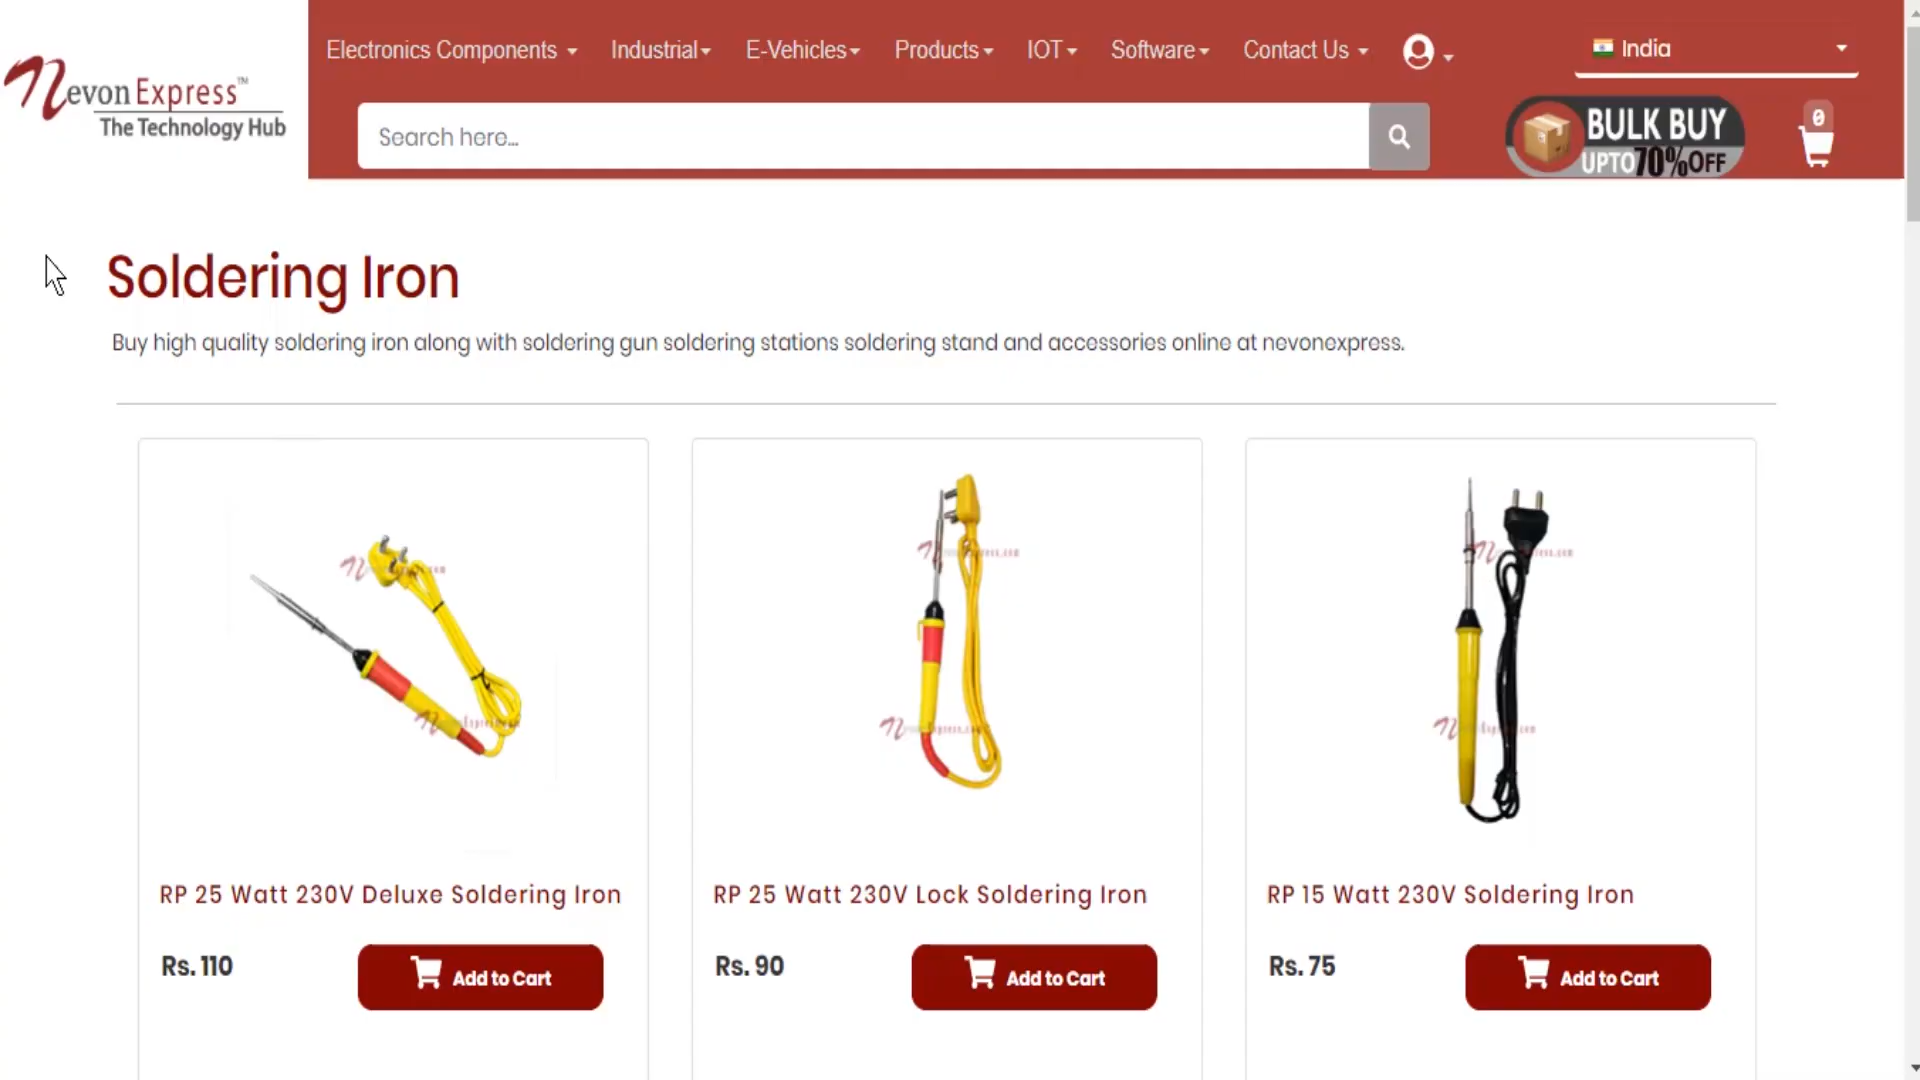 Electronics Components
Industrial
E-Vehicles
Products
IOT
Software
Contact Us
India
Nevon Express™
The Technology Hub
Search here...
BULK BUY
UPTO 70% OFF
0
Soldering Iron
Buy high quality soldering iron along with soldering gun soldering stations soldering stand and accessories online at nevonexpress.
RP 25 Watt 230V Deluxe Soldering Iron
Rs. 110
Add to Cart
RP 25 Watt 230V Lock Soldering Iron
Rs. 90
Add to Cart
RP 15 Watt 230V Soldering Iron
Rs. 75
Add to Cart